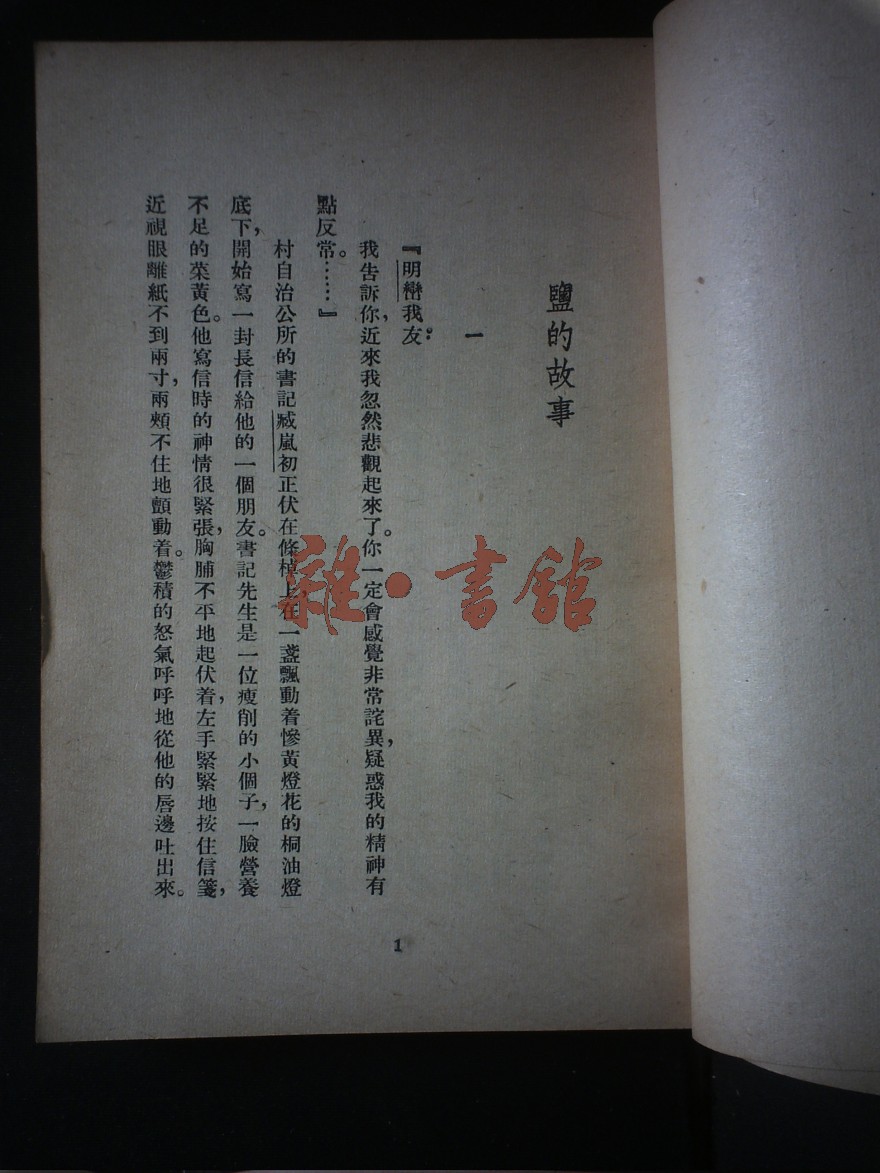 鹽的故事
一
『明巒我友：
我告訴你，近來我忽然悲觀起來了。你一定會感覺非常詫異，疑惑我的精神有
點反常。……』
村自治公所的書記臧嵐初正伏在條桌上，在一盞飄動着慘黃燈花的桐油燈
底下，開始寫一封長信給他的一個朋友。書記先生是一位瘦削的小個子，一臉營養
不足的菜黃色。他寫信時的神情很緊張，胸脯不平地起伏着，左手緊緊地按住信箋，
近視眼離紙不到兩寸，兩頰不住地顫動着。鬱積的怒氣呼呼地從他的唇邊吐出來。
1
雜·書館